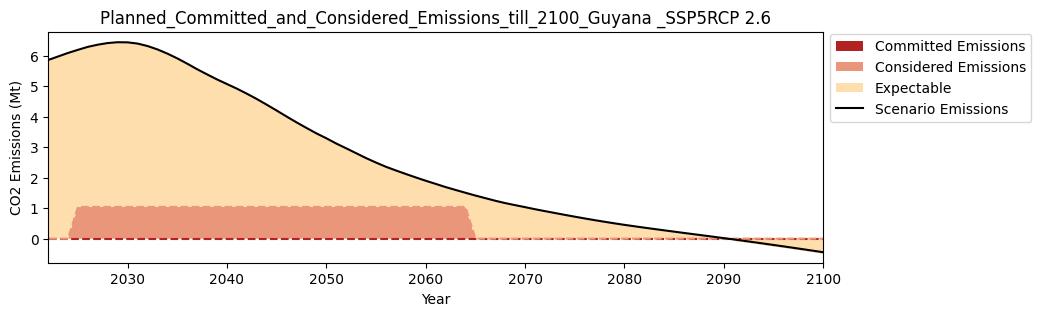 Planned_Committed_and_Considered_Emissions_till_2100_Guyana _SSP5RCP 2.6
CO2 Emissions (Mt)
6
5
4
3
2
1
0
2030 2040 2050 2060 2070 2080 2090 2100
Year
Committed Emissions
Considered Emissions
Expectable
Scenario Emissions